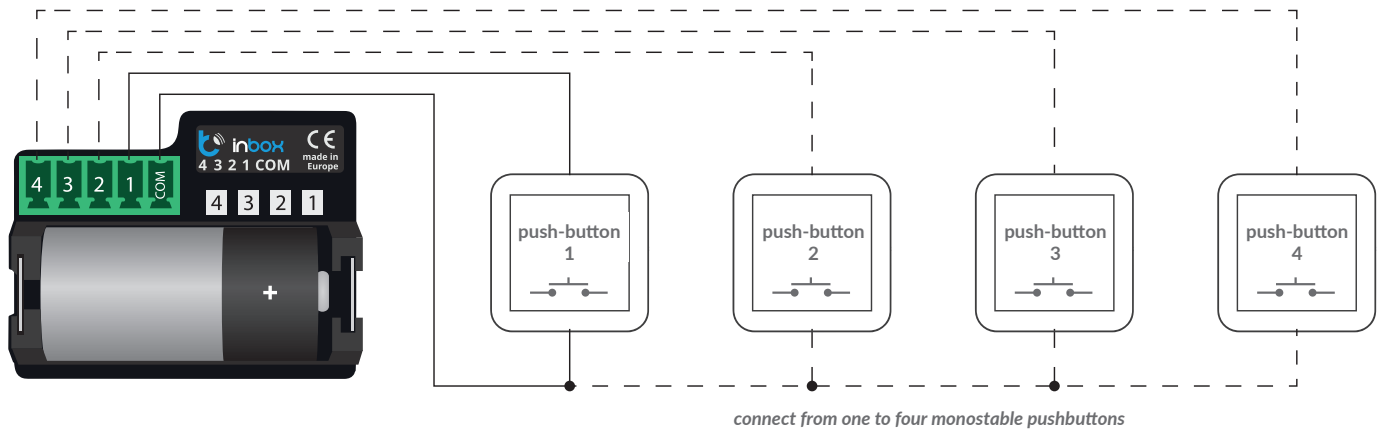 inbox
CE
4 3 2 1 COM
made in
Europe
4 3 2 1 COM
4 3 2 1
+
push-button
1
push-button
2
push-button
3
push-button
4
connect from one to four monostable pushbuttons